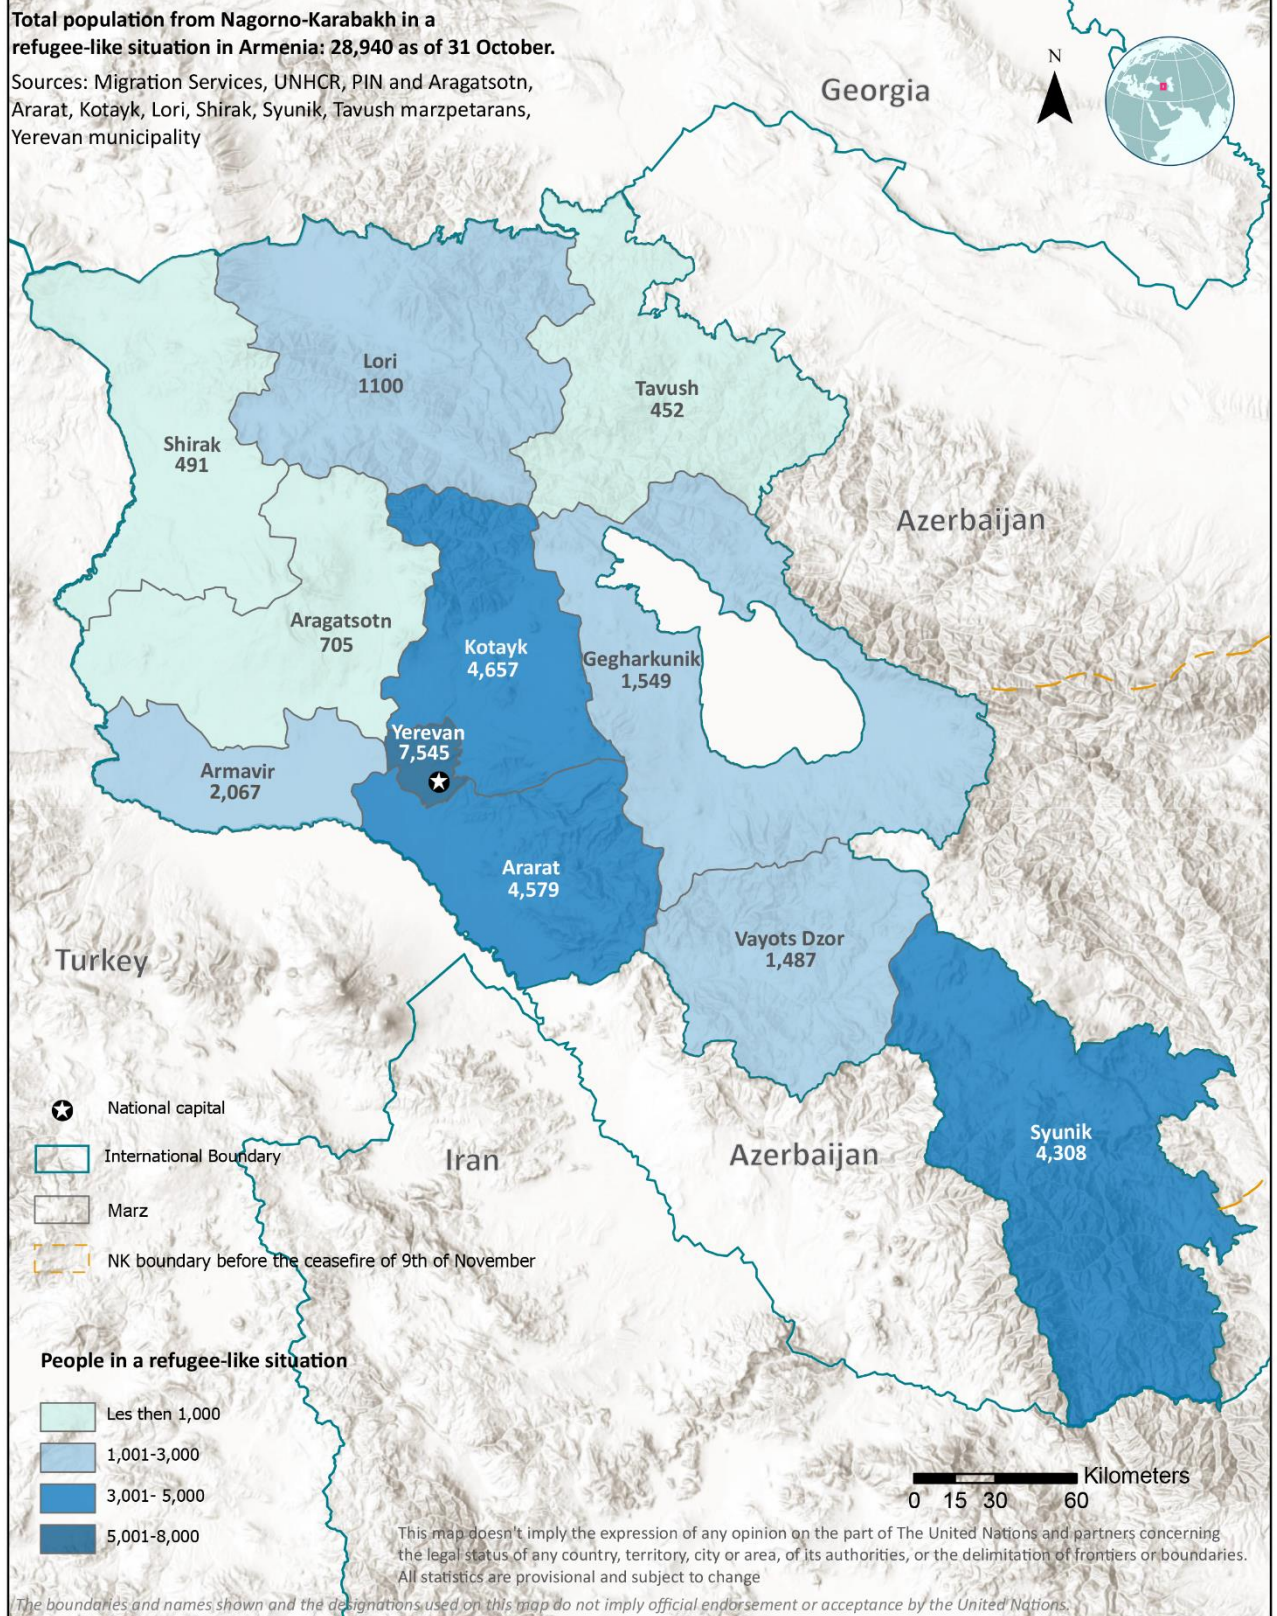 Total population from Nagorno-Karabakh in a
refugee-like situation in Armenia: 28,940 as of 31 October.
Sources: Migration Services, UNHCR, PIN and Aragatsotn,
Ararat, Kotayk, Lori, Shirak, Syunik, Tavush marzpetarans,
Yerevan municipality
N
Georgia
Lori
1100
Tavush
452
Shirak
491
Azerbaijan
Aragatsotn
705
Kotayk
4,657
Gegharkunik
1,549
Yerevan
7,545
Armavir
2,067
Ararat
4,579
Vayots Dzor
1,487
Turkey
Syunik
4,308
Iran
Azerbaijan
National capital
International Boundary
Marz
NK boundary before the ceasefire of 9th of November
People in a refugee-like situation
Les then 1,000
1,001-3,000
3,001- 5,000
5,001-8,000
Kilometers
0 15 30 60
This map doesn't imply the expression of any opinion on the part of The United Nations and partners concerning
the legal status of any country, territory, city or area, of its authorities, or the delimitation of frontiers or boundaries.
All statistics are provisional and subject to change
The boundaries and names shown and the designations used on this map do not imply official endorsement or acceptance by the United Nations.